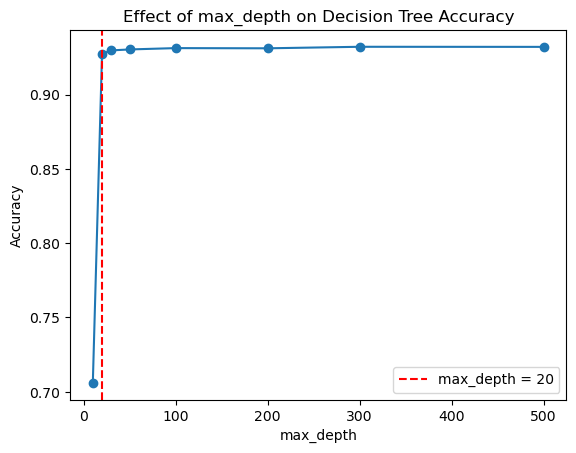 Effect of max_depth on Decision Tree Accuracy
Accuracy
0.90
0.85
0.80
0.75
0.70
max_depth = 20
0
100
200
300
400
500
max_depth